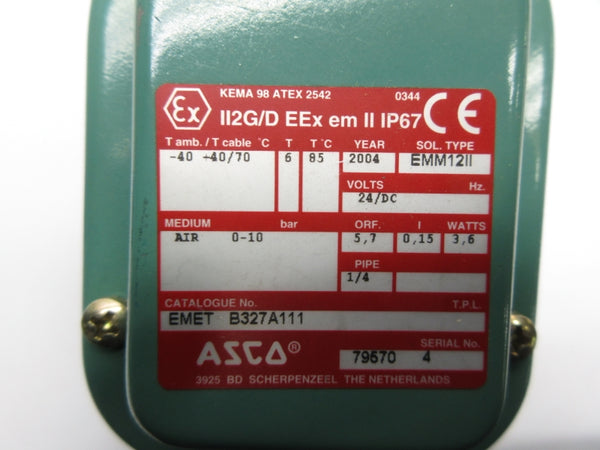 KEMA 98 ATEX 2542 0344 CE
Ex II2G/D EEx em II IP67
T amb. / T cable °C T T °C YEAR SOL. TYPE
-40 +40/70 6 85 2004 EMM12II
VOLTS Hz.
24/DC
MEDIUM bar ORF. I WATTS
AIR 0-10 5,7 0,15 3,6
PIPE
1/4
CATALOGUE No. T.P.L.
EMET B327A111
ASCO® SERIAL No.
79570 4
3925 BD SCHERPENZEEL THE NETHERLANDS